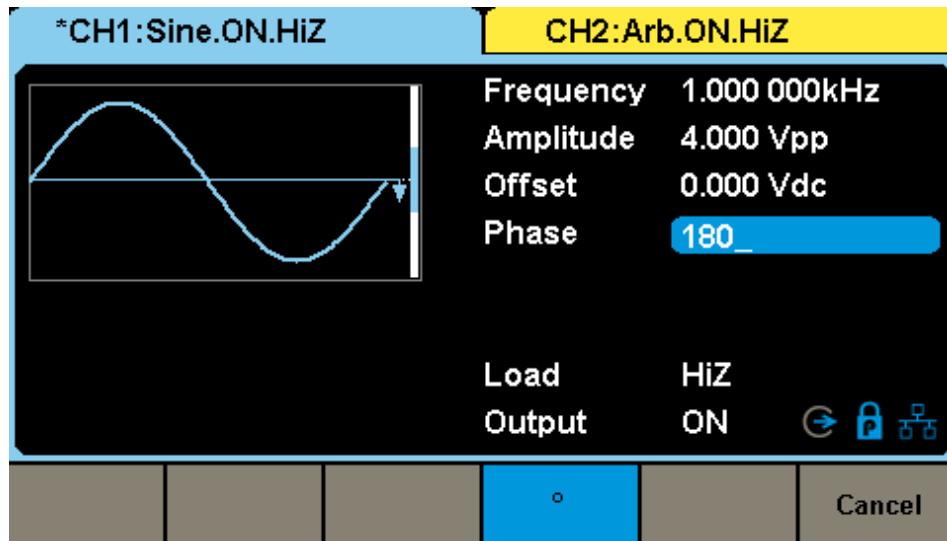 *CH1:Sine.ON.HiZ
CH2:Arb.ON.HiZ
Frequency 1.000 000kHz
Amplitude 4.000 Vpp
Offset 0.000 Vdc
Phase 180_
Load HiZ
Output ON
P
°
Cancel